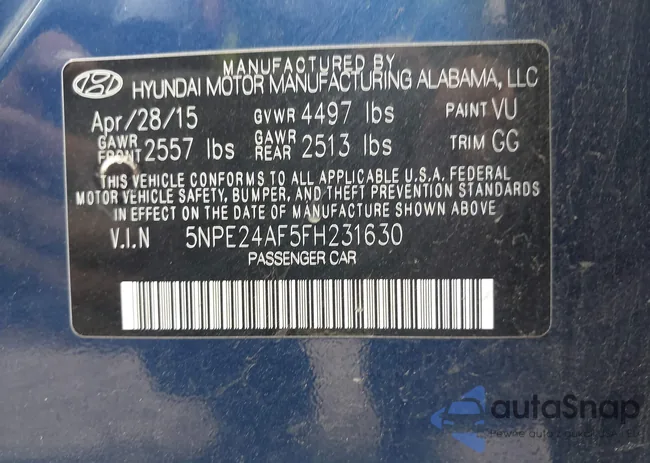 MANUFACTURED BY
HYUNDAI MOTOR MANUFACTURING ALABAMA, LLC
Apr/28/15 GVWR 4497 lbs PAINT VU
GAWR FRONT 2557 lbs GAWR REAR 2513 lbs TRIM GG
THIS VEHICLE CONFORMS TO ALL APPLICABLE U.S.A. FEDERAL
MOTOR VEHICLE SAFETY, BUMPER, AND THEFT PREVENTION STANDARDS
IN EFFECT ON THE DATE OF MANUFACTURE SHOWN ABOVE.
V.I.N 5NPE24AF5FH231630
PASSENGER CAR
autaSnap